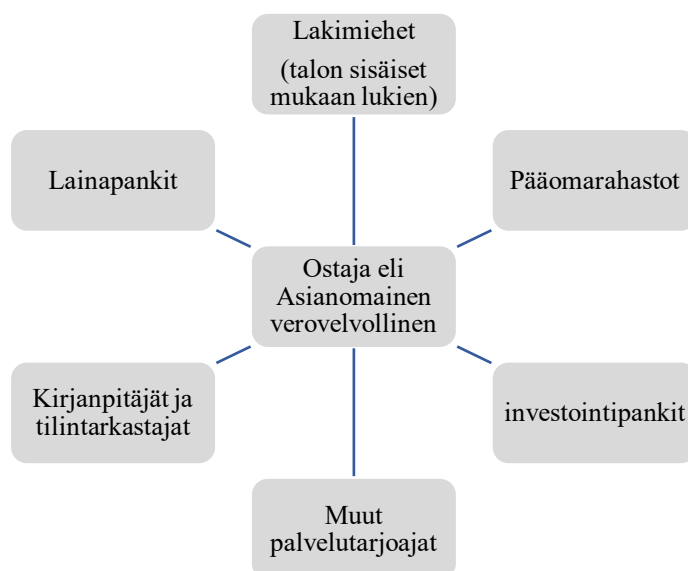 Lakimiehet
(talon sisäiset
mukaan lukien)
Lainapankit
Pääomarahastot
Ostaja eli
Asianomainen
verovelvollinen
Kirjanpitäjät ja
tilintarkastajat
investointipankit
Muut
palvelutarjoajat